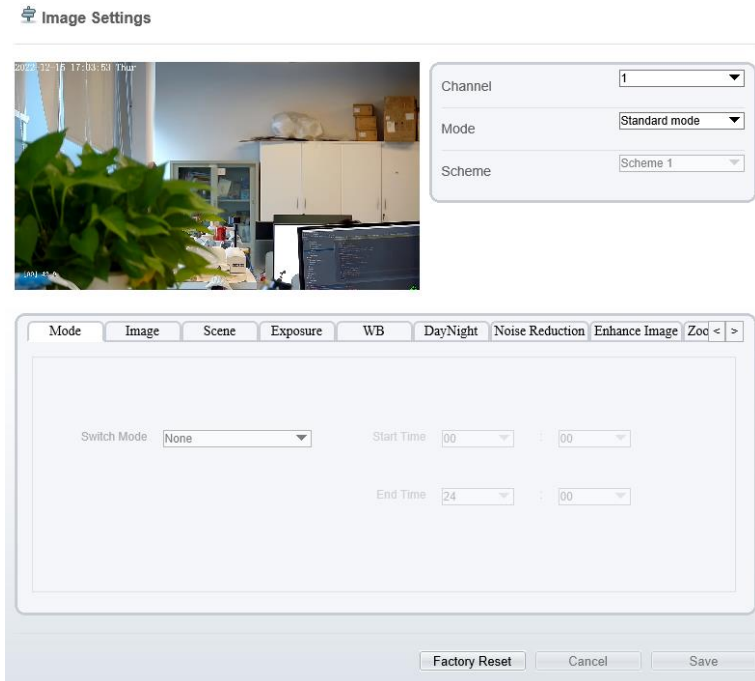 Image Settings
2022-12-15 17:03:53 Thur
Channel 1
Mode Standard mode
Scheme Scheme 1
Mode Image Scene Exposure WB DayNight Noise Reduction Enhance Image Zoo < >
Switch Mode None Start Time 00 : 00
End Time 24 : 00
Factory Reset Cancel Save